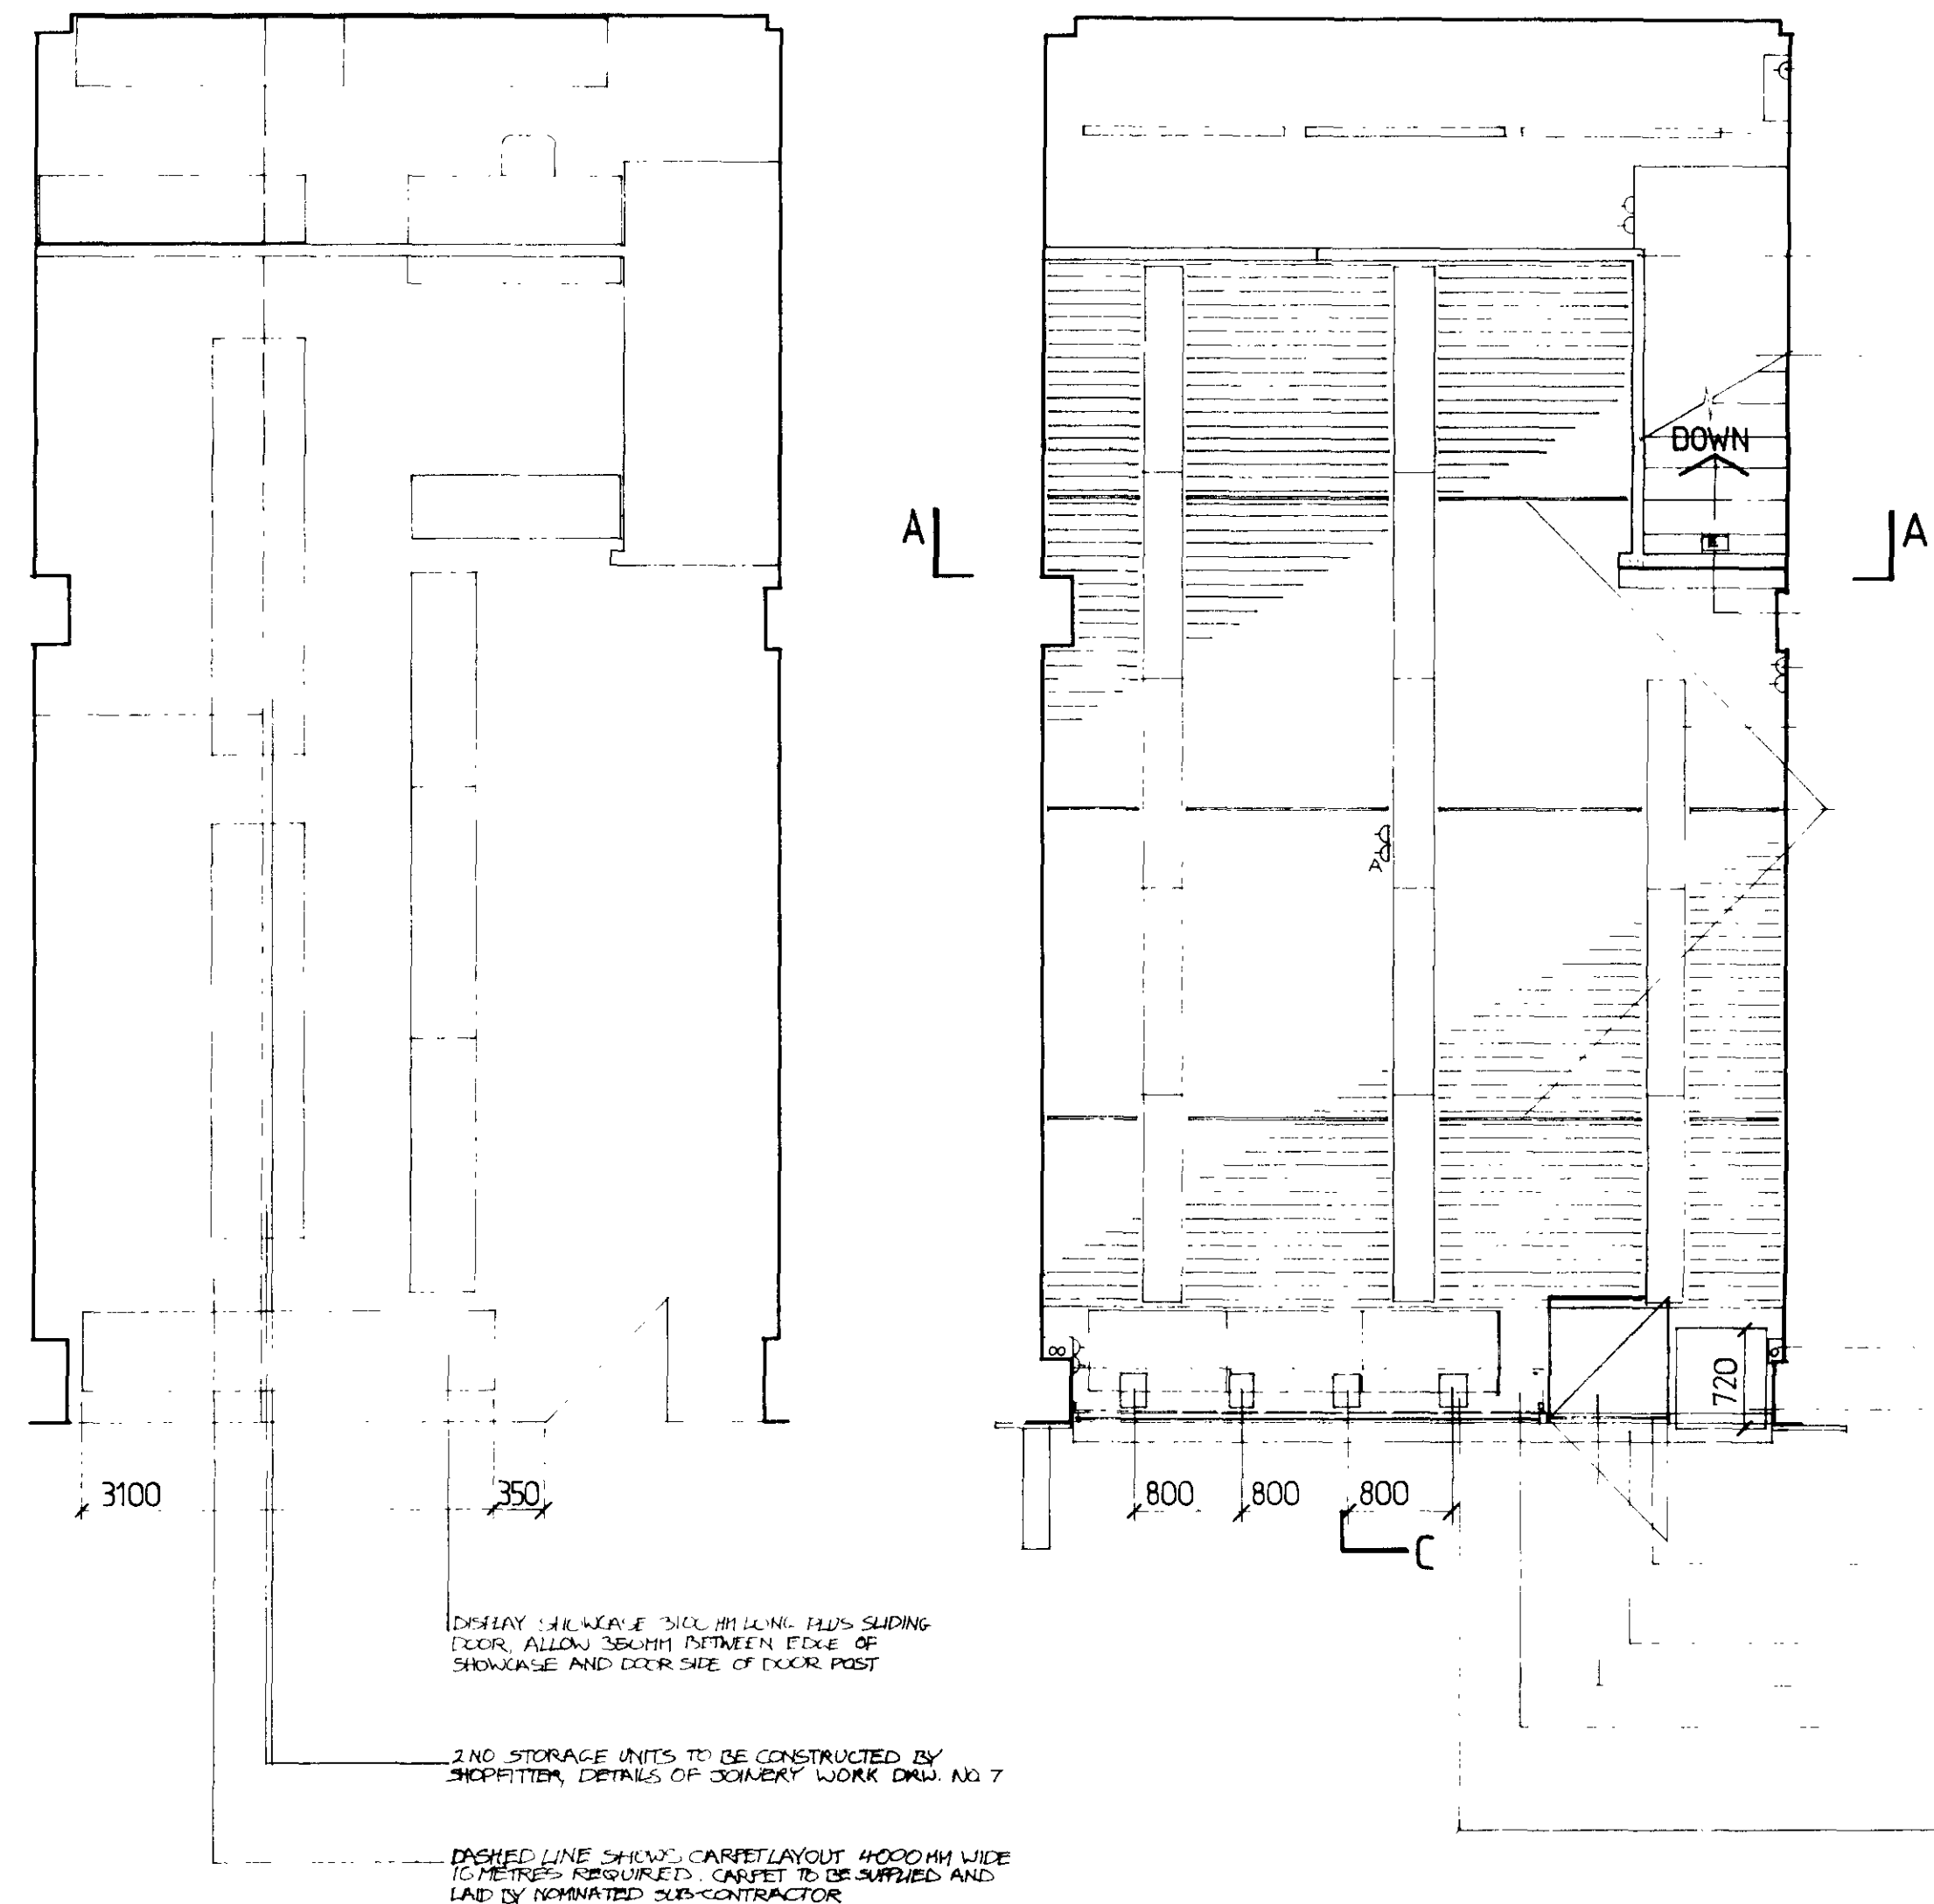 DOWN
A
A
720
3100
350
800
800
800
C
DISPLAY SHOWCASE 3100 MM LONG PLUS SLIDING
DOOR, ALLOW 350MM BETWEEN EDGE OF
SHOWCASE AND DOOR SIDE OF DOOR POST
2 NO STORAGE UNITS TO BE CONSTRUCTED BY
SHOPFITTER, DETAILS OF JOINERY WORK DRW. NO 7
DASHED LINE SHOWS CARPET LAYOUT 4000 MM WIDE
METRES REQUIRED. CARPET TO BE SUPPLIED AND
LAID BY NOMINATED SUB-CONTRACTOR